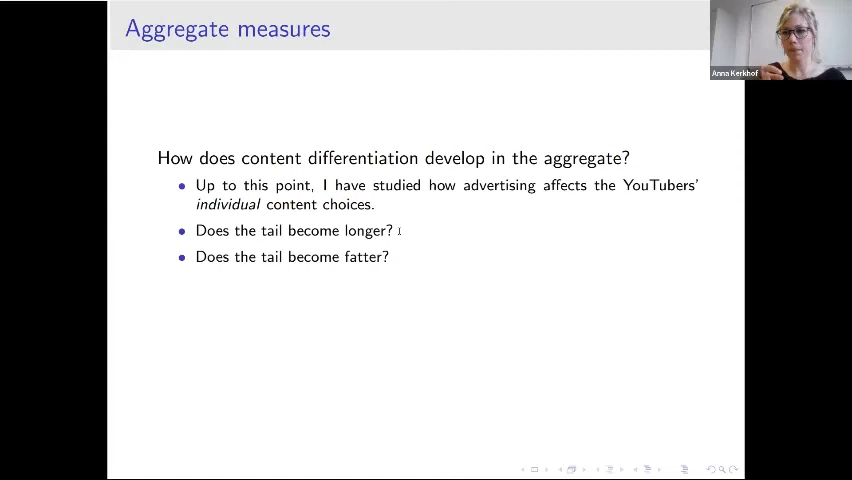 Aggregate measures
Anna Kerkhof
How does content differentiation develop in the aggregate?
• Up to this point, I have studied how advertising affects the YouTubers'
individual content choices.
• Does the tail become longer?
• Does the tail become fatter?